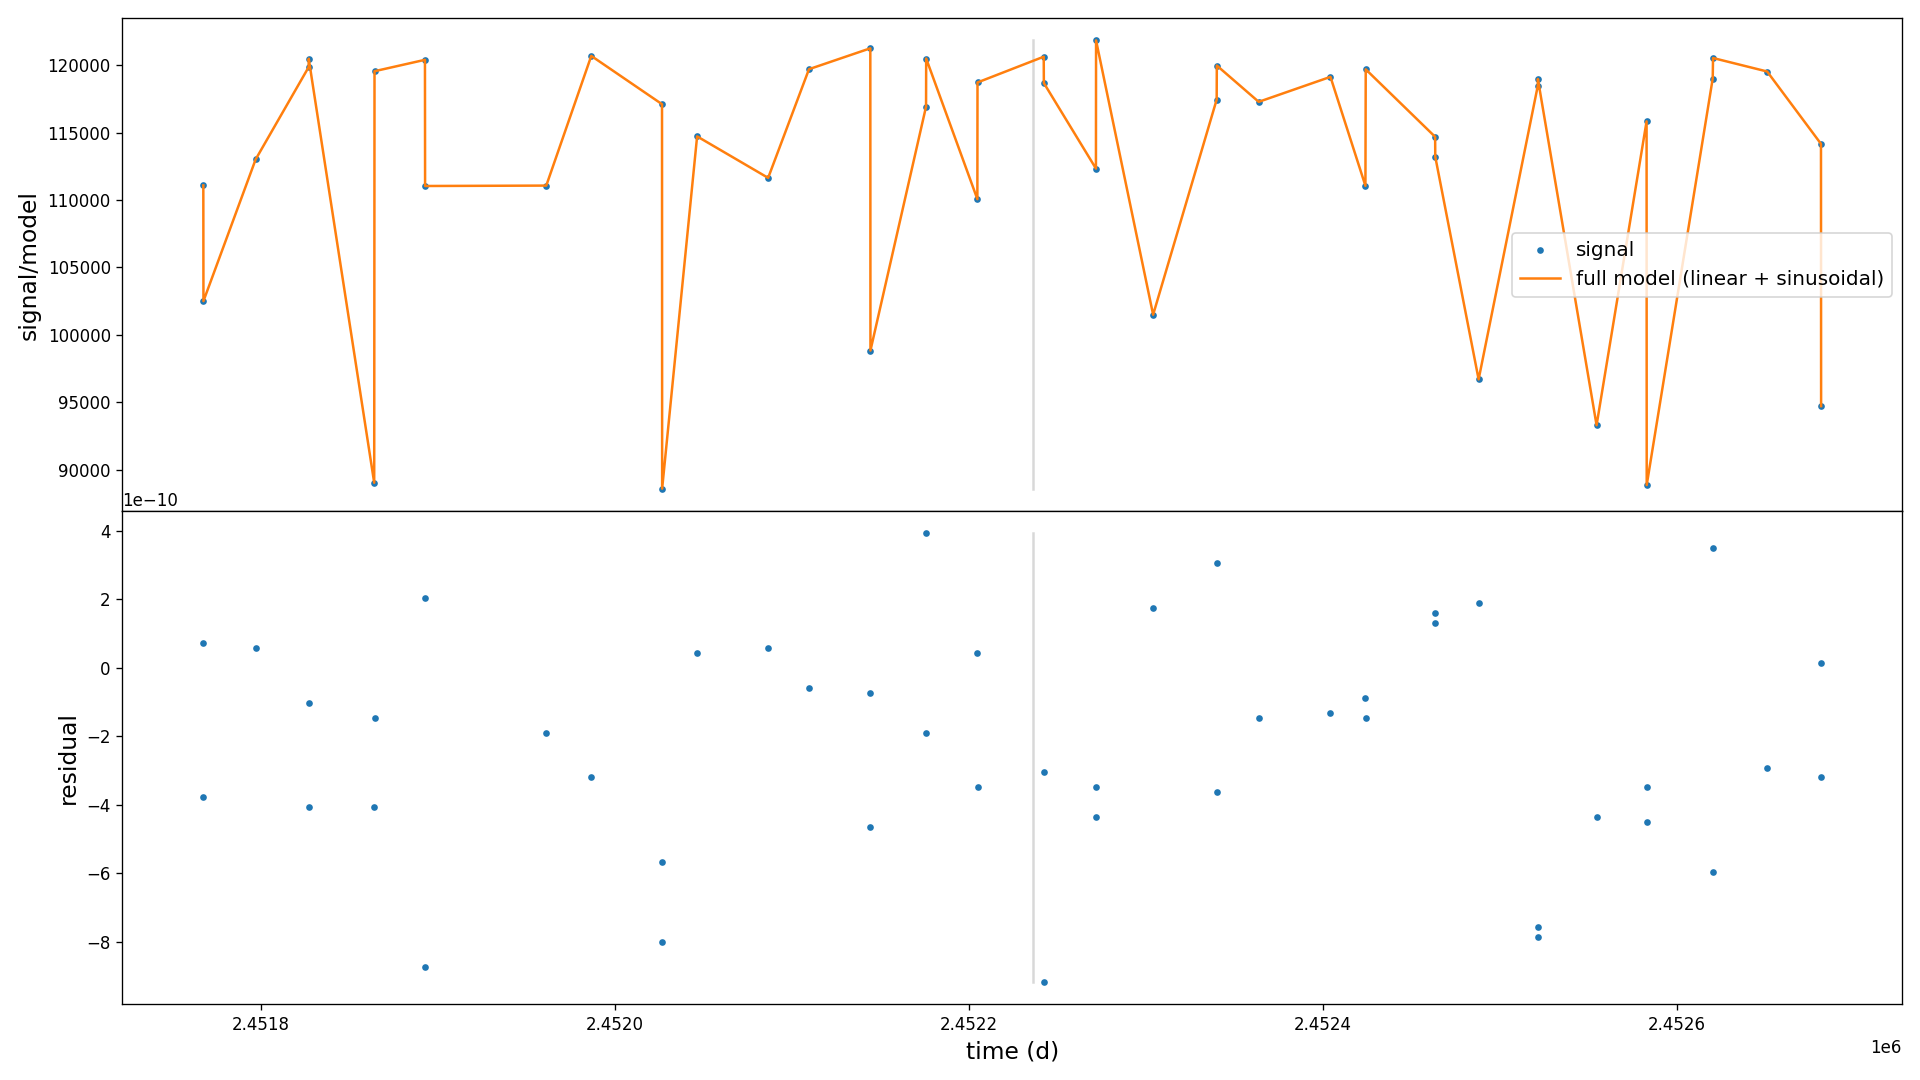 120000
115000
110000
105000
100000
95000
90000
signal/model
signal
full model (linear + sinusoidal)
1e−10
4
2
0
−2
−4
−6
−8
residual
2.4518
2.4520
2.4522
2.4524
2.4526
time (d)
1e6